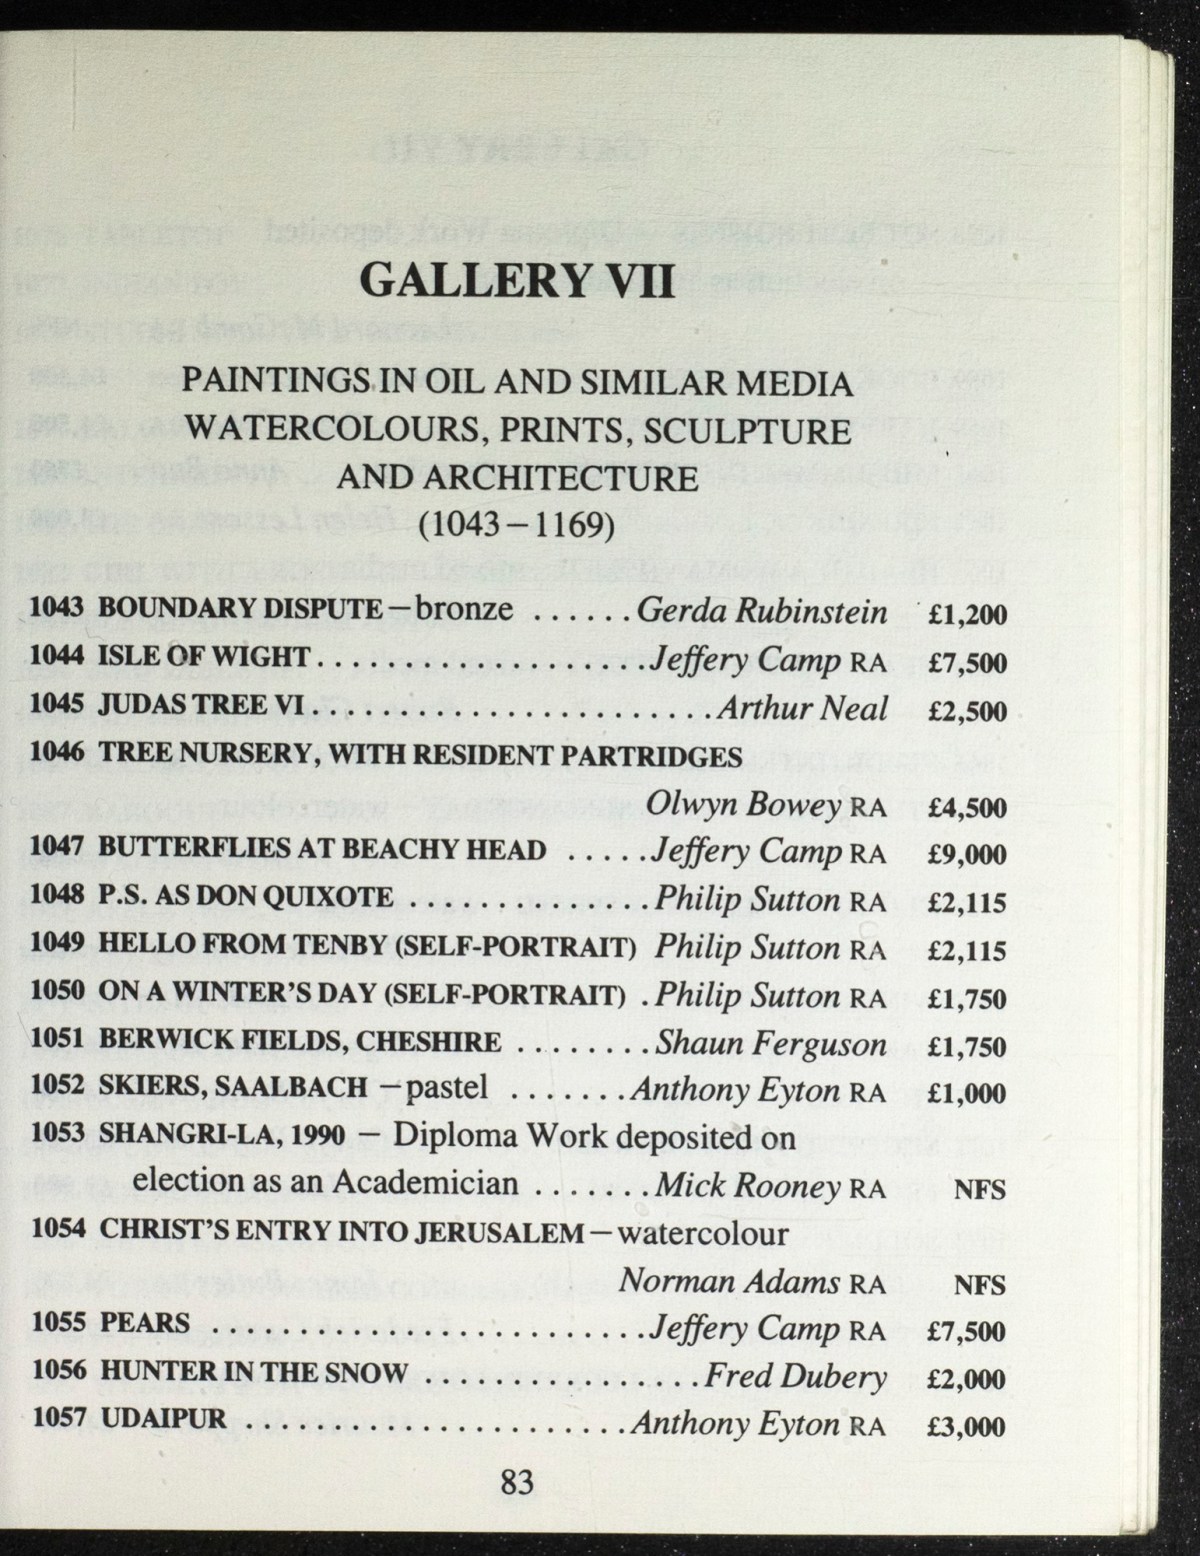 GALLERY VII
PAINTINGS IN OIL AND SIMILAR MEDIA
WATERCOLOURS, PRINTS, SCULPTURE
AND ARCHITECTURE
(1043–1169)
1043 BOUNDARY DISPUTE—bronze ...... Gerda Rubinstein £1,200
1044 ISLE OF WIGHT.................... Jeffery Camp RA £7,500
1045 JUDAS TREE VI........................ Arthur Neal £2,500
1046 TREE NURSERY, WITH RESIDENT PARTRIDGES
Olwyn Bowey RA £4,500
1047 BUTTERFLIES AT BEACHY HEAD ..... Jeffery Camp RA £9,000
1048 P.S. AS DON QUIXOTE .............. Philip Sutton RA £2,115
1049 HELLO FROM TENBY (SELF-PORTRAIT) Philip Sutton RA £2,115
1050 ON A WINTER'S DAY (SELF-PORTRAIT) . Philip Sutton RA £1,750
1051 BERWICK FIELDS, CHESHIRE ........ Shaun Ferguson £1,750
1052 SKIERS, SAALBACH —pastel ....... Anthony Eyton RA £1,000
1053 SHANGRI-LA, 1990 — Diploma Work deposited on
election as an Academician ....... Mick Rooney RA NFS
1054 CHRIST'S ENTRY INTO JERUSALEM—watercolour
Norman Adams RA NFS
1055 PEARS .......................... Jeffery Camp RA £7,500
1056 HUNTER IN THE SNOW ................ Fred Dubery £2,000
1057 UDAIPUR ....................... Anthony Eyton RA £3,000
83